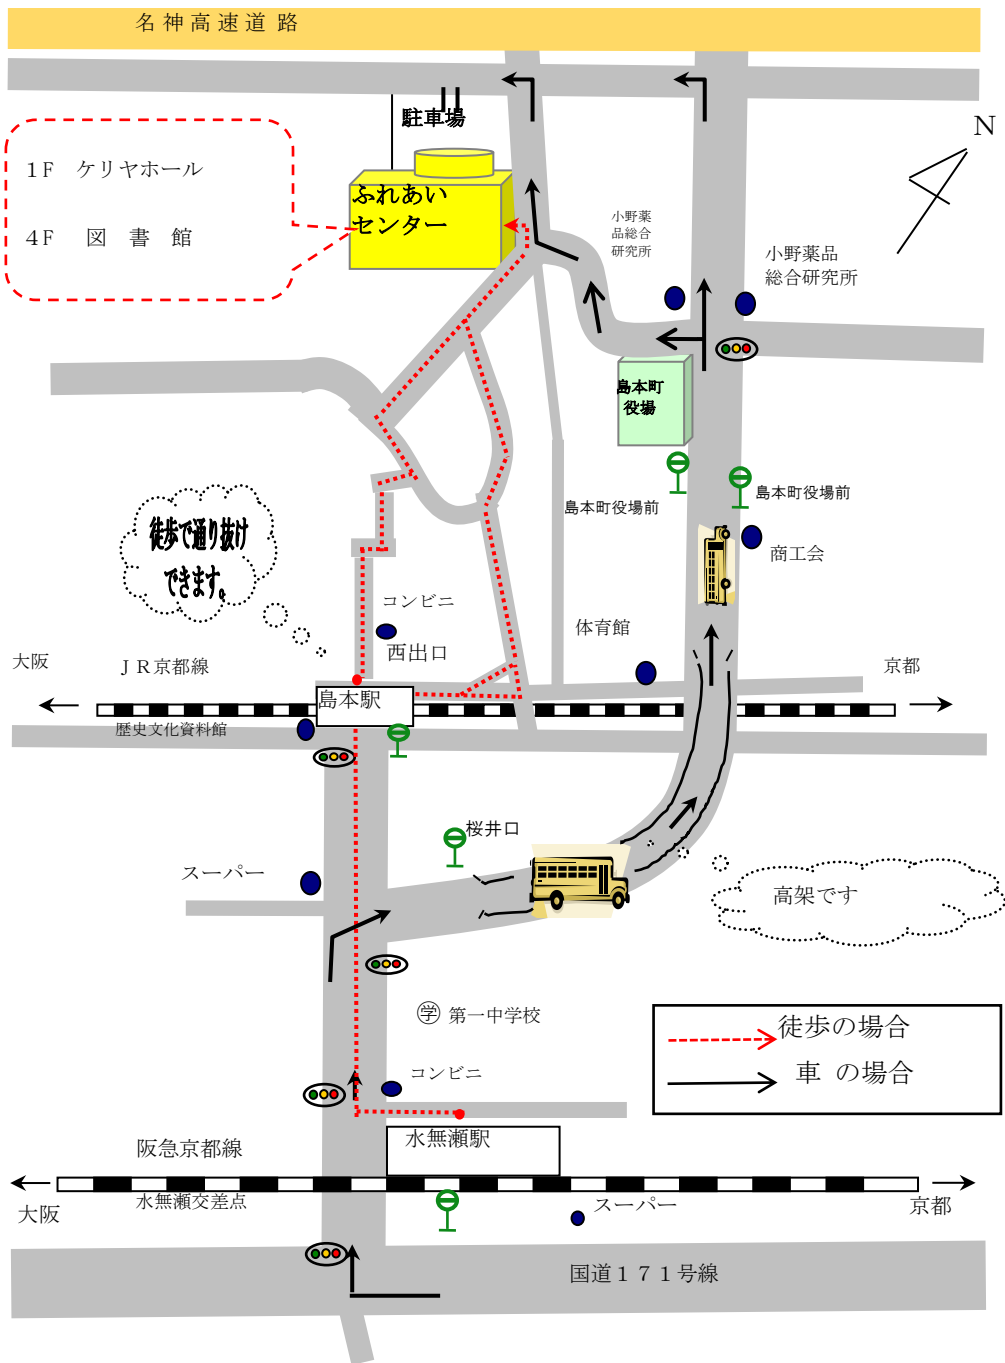 名神高速道路
N
駐車場
1F ケリヤホール
4F 図書館
ふれあい
センター
小野薬
品総合
研究所
小野薬品
総合研究所
島本町
役場
島本町役場前
島本町役場前
徒歩で通り抜け
できます。
商工会
コンビニ
西出口
体育館
大阪
JR京都線
京都
島本駅
歴史文化資料館
桜井口
スーパー
高架です
学 第一中学校
徒歩の場合
車の場合
コンビニ
水無瀬駅
阪急京都線
水無瀬交差点
大阪
スーパー
京都
国道171号線